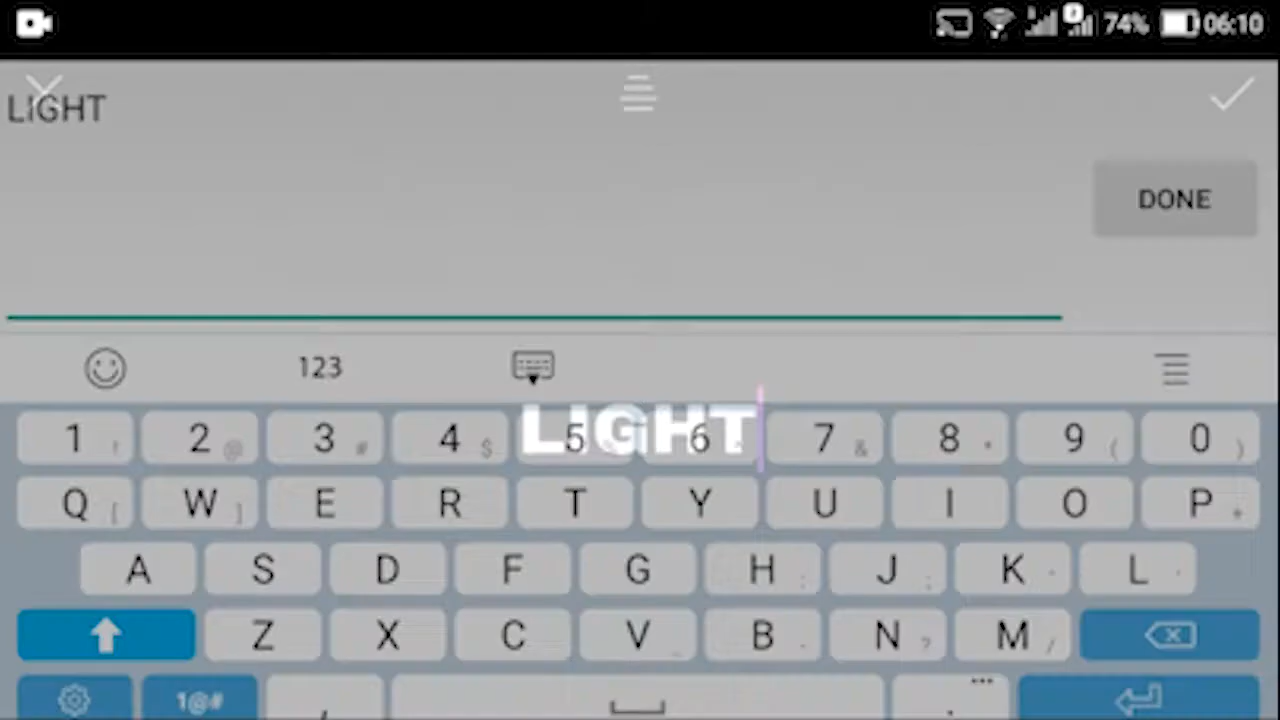 74% 06:10
LIGHT
DONE
123
LIGHT
1 ! 2 @ 3 # 4 $ 5 6 ^ 7 & 8 * 9 ( 0 )
Q [ W ] E R T Y U I O P +
A S D F G H : J ; K L
Z X C V _ B N ? M /
1@# , ... .